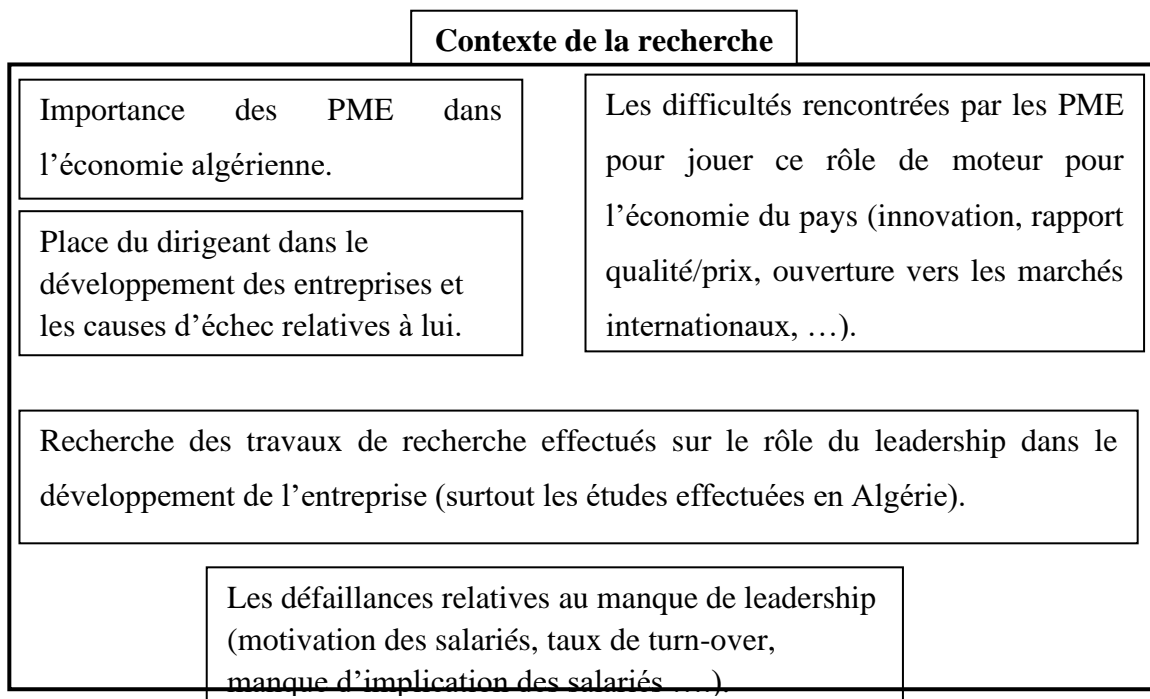 Contexte de la recherche
Importance des PME dans
l’économie algérienne.
Place du dirigeant dans le
développement des entreprises et
les causes d’échec relatives à lui.
Les difficultés rencontrées par les PME
pour jouer ce rôle de moteur pour
l’économie du pays (innovation, rapport
qualité/prix, ouverture vers les marchés
internationaux, …).
Recherche des travaux de recherche effectués sur le rôle du leadership dans le
développement de l’entreprise (surtout les études effectuées en Algérie).
Les défaillances relatives au manque de leadership
(motivation des salariés, taux de turn-over,
manque d’implication des salariés ….).